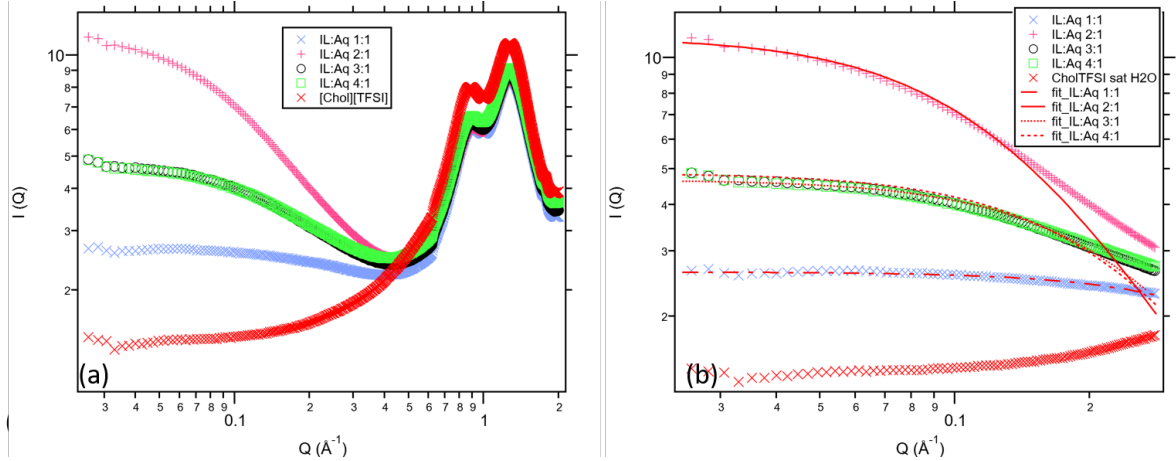 IL:Aq 1:1
IL:Aq 2:1
IL:Aq 3:1
IL:Aq 4:1
[Chol][TFSI]
I (Q)
10
9
8
7
6
5
4
3
2
(a)
3 4 5 6 7 8 9 0.1 2 3 4 5 6 7 8 9 1 2
Q (Å⁻¹)
IL:Aq 1:1
IL:Aq 2:1
IL:Aq 3:1
IL:Aq 4:1
CholTFSI sat H2O
fit_IL:Aq 1:1
fit_IL:Aq 2:1
fit_IL:Aq 3:1
fit_IL:Aq 4:1
I (Q)
10
9
8
7
6
5
4
3
2
(b)
3 4 5 6 7 8 9 0.1 2
Q (Å⁻¹)